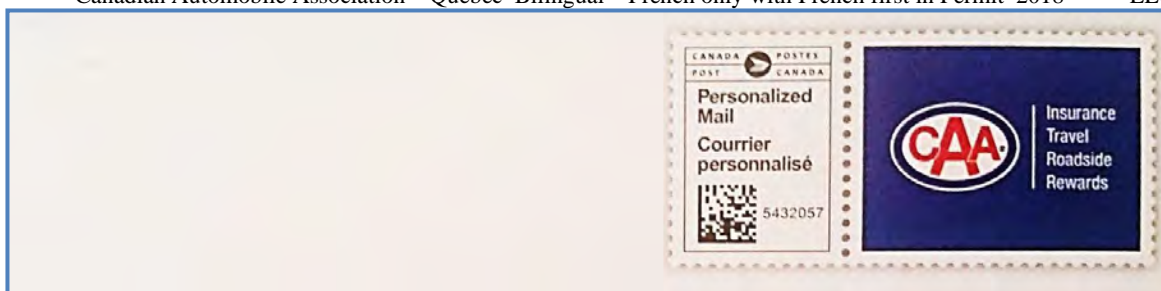 Canadian Automobile Association – Quebec Bilingual – French only with French first in Permit 2018
CANADA POSTES
POST CANADA
Personalized
Mail
Courrier
personnalisé
5432057
CAA
Insurance
Travel
Roadside
Rewards